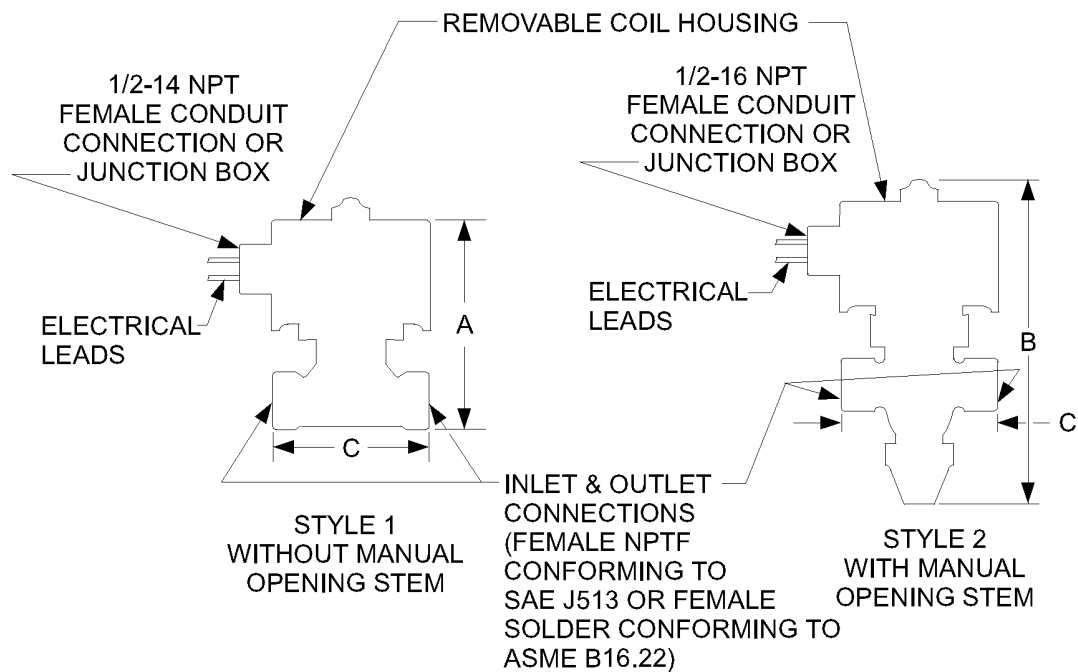 REMOVABLE COIL HOUSING
1/2-14 NPT
FEMALE CONDUIT
CONNECTION OR
JUNCTION BOX
1/2-16 NPT
FEMALE CONDUIT
CONNECTION OR
JUNCTION BOX
ELECTRICAL
LEADS
A
C
ELECTRICAL
LEADS
B
C
STYLE 1
WITHOUT MANUAL
OPENING STEM
INLET & OUTLET
CONNECTIONS
(FEMALE NPTF
CONFORMING TO
SAE J513 OR FEMALE
SOLDER CONFORMING TO
ASME B16.22)
STYLE 2
WITH MANUAL
OPENING STEM